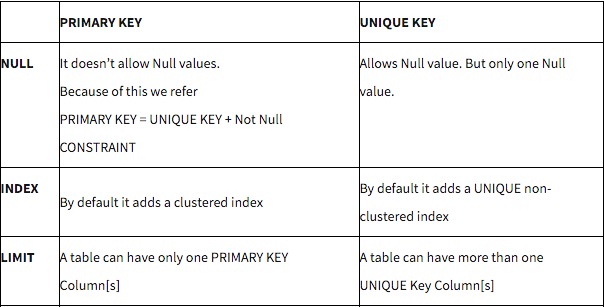 PRIMARY KEY
UNIQUE KEY
NULL
It doesn't allow Null values.
Because of this we refer
PRIMARY KEY = UNIQUE KEY + Not Null
CONSTRAINT
Allows Null value. But only one Null
value.
INDEX
By default it adds a clustered index
By default it adds a UNIQUE non-
clustered index
LIMIT
A table can have only one PRIMARY KEY
Column[s]
A table can have more than one
UNIQUE Key Column[s]